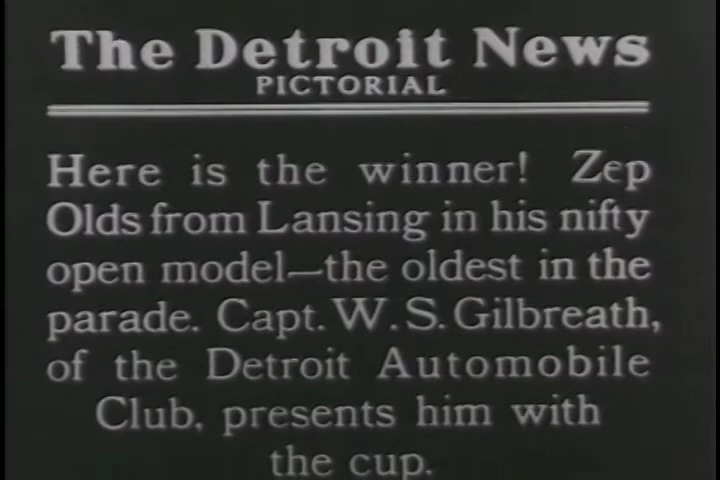 The Detroit News
PICTORIAL
Here is the winner! Zep
Olds from Lansing in his nifty
open model—the oldest in the
parade. Capt. W. S. Gilbreath,
of the Detroit Automobile
Club, presents him with
the cup.